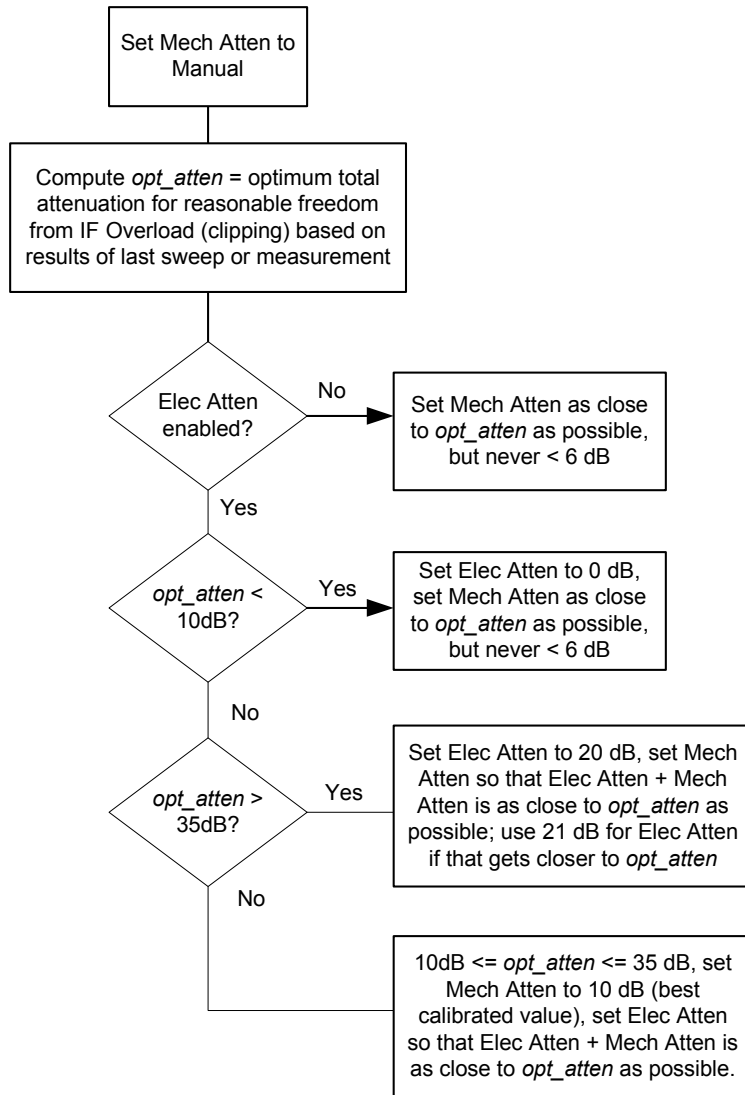 Set Mech Atten to
Manual
Compute opt_atten = optimum total
attenuation for reasonable freedom
from IF Overload (clipping) based on
results of last sweep or measurement
Elec Atten
enabled?
No
Set Mech Atten as close
to opt_atten as possible,
but never < 6 dB
Yes
opt_atten <
10dB?
Yes
Set Elec Atten to 0 dB,
set Mech Atten as close
to opt_atten as possible,
but never < 6 dB
No
opt_atten >
35dB?
Yes
Set Elec Atten to 20 dB, set Mech
Atten so that Elec Atten + Mech
Atten is as close to opt_atten as
possible; use 21 dB for Elec Atten
if that gets closer to opt_atten
No
10dB <= opt_atten <= 35 dB, set
Mech Atten to 10 dB (best
calibrated value), set Elec Atten
so that Elec Atten + Mech Atten is
as close to opt_atten as possible.